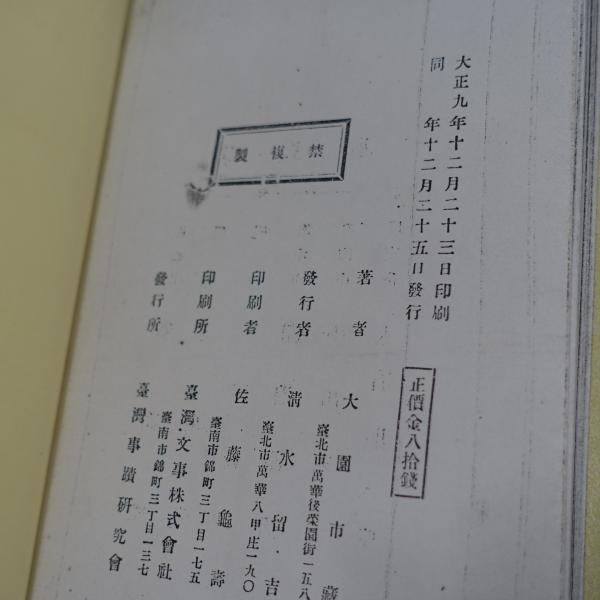 大正九年十二月二十三日印刷
同 年十二月二十五日發行
禁複製
正價金八拾錢
著者 大園市藏
臺北市萬華後菜園街一五八
發行者 清水留吉
臺北市萬華八甲庄一九〇
印刷者 佐藤龜壽
臺南市錦町三丁目一七五
印刷所 臺灣文事株式會社
臺南市錦町三丁目一三七
發行所 臺灣事蹟研究會